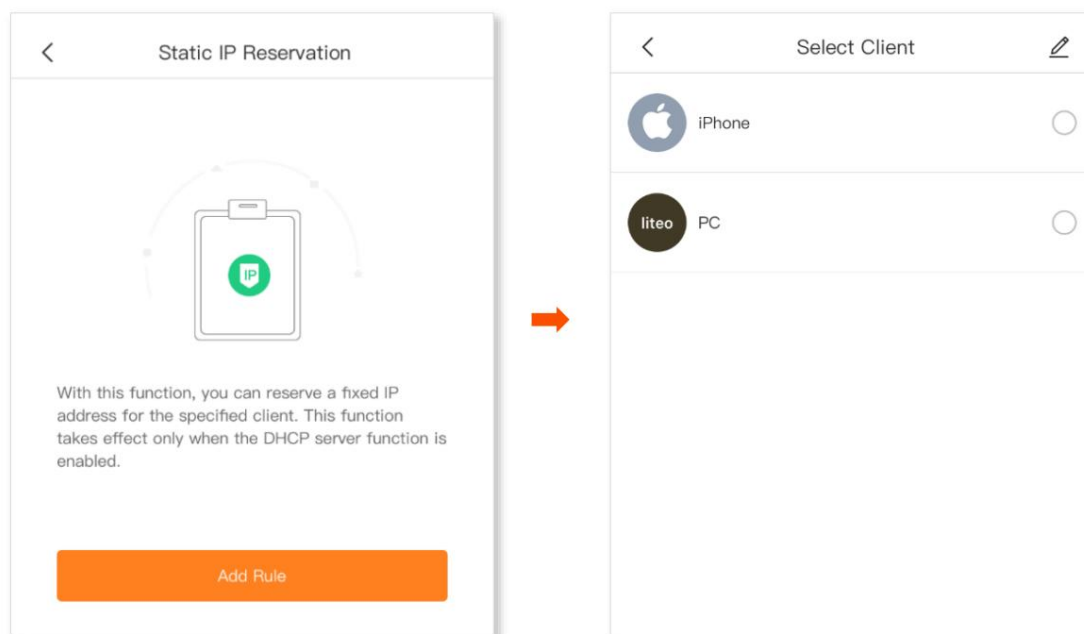 Static IP Reservation
IP
With this function, you can reserve a fixed IP
address for the specified client. This function
takes effect only when the DHCP server function is
enabled.
Add Rule
Select Client
iPhone
liteo
PC